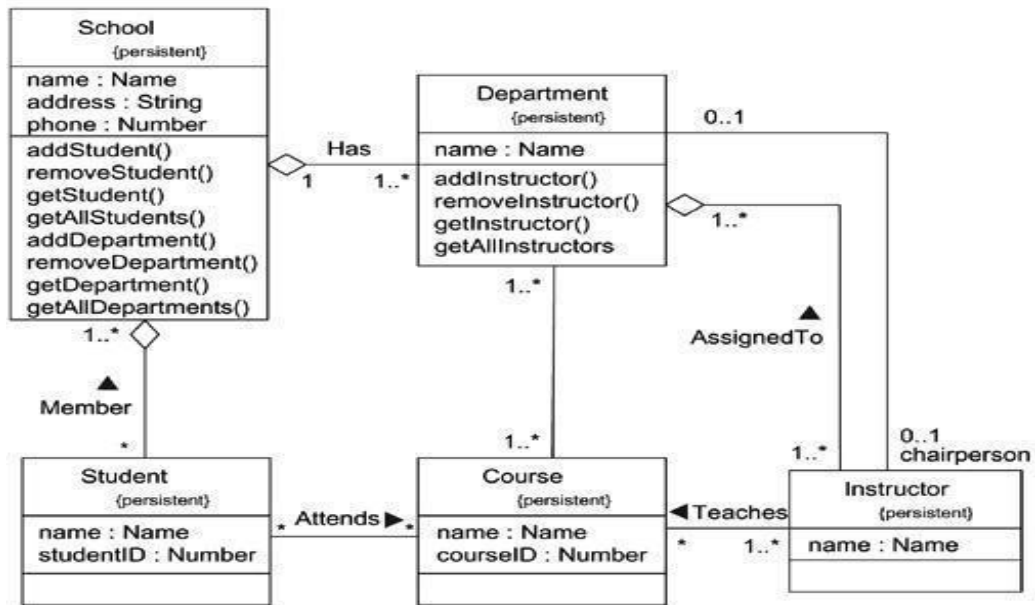 School
{persistent}
name : Name
address : String
phone : Number
addStudent()
removeStudent()
getStudent()
getAllStudents()
addDepartment()
removeDepartment()
getDepartment()
getAllDepartments()
Has
1
1..*
Department
{persistent}
name : Name
addInstructor()
removeInstructor()
getInstructor()
getAllInstructors
0..1
1..*
1..*
1..*
▲
Member
*
▲
AssignedTo
1..*
1..*
0..1
chairperson
Student
{persistent}
name : Name
studentID : Number
* Attends ► *
Course
{persistent}
name : Name
courseID : Number
◄Teaches
* 1..*
Instructor
{persistent}
name : Name